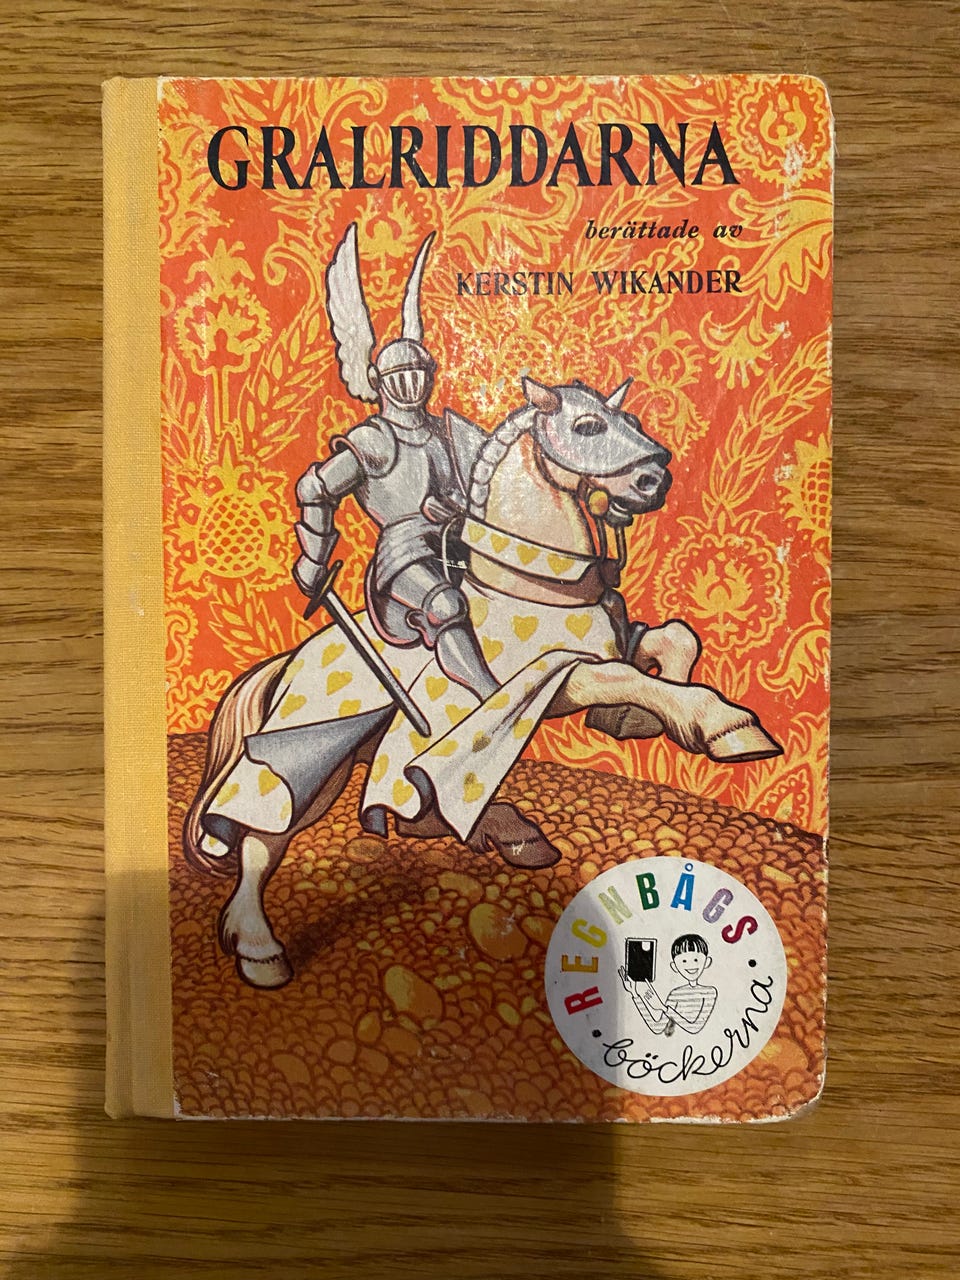 GRALRIDDARNA
berättade av
KERSTIN WIKANDER
REGNBÅGS
böckerna